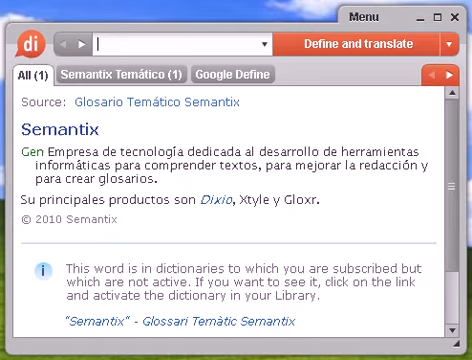 Menu
di
Define and translate
All (1)
Semantix Temático (1)
Google Define
Source: Glosario Temático Semantix
Semantix
Gen Empresa de tecnología dedicada al desarrollo de herramientas
informáticas para comprender textos, para mejorar la redacción y
para crear glosarios.
Su principales productos son Dixio, Xtyle y Gloxr.
© 2010 Semantix
i
This word is in dictionaries to which you are subscribed but
which are not active. If you want to see it, click on the link
and activate the dictionary in your Library.
"Semantix" - Glossari Temàtic Semantix